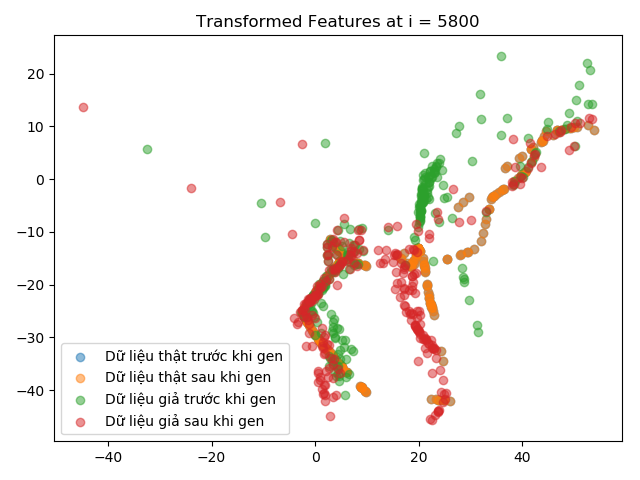 Transformed Features at i = 5800
20
10
0
−10
−20
−30
−40
Dữ liệu thật trước khi gen
Dữ liệu thật sau khi gen
Dữ liệu giả trước khi gen
Dữ liệu giả sau khi gen
−40 −20 0 20 40